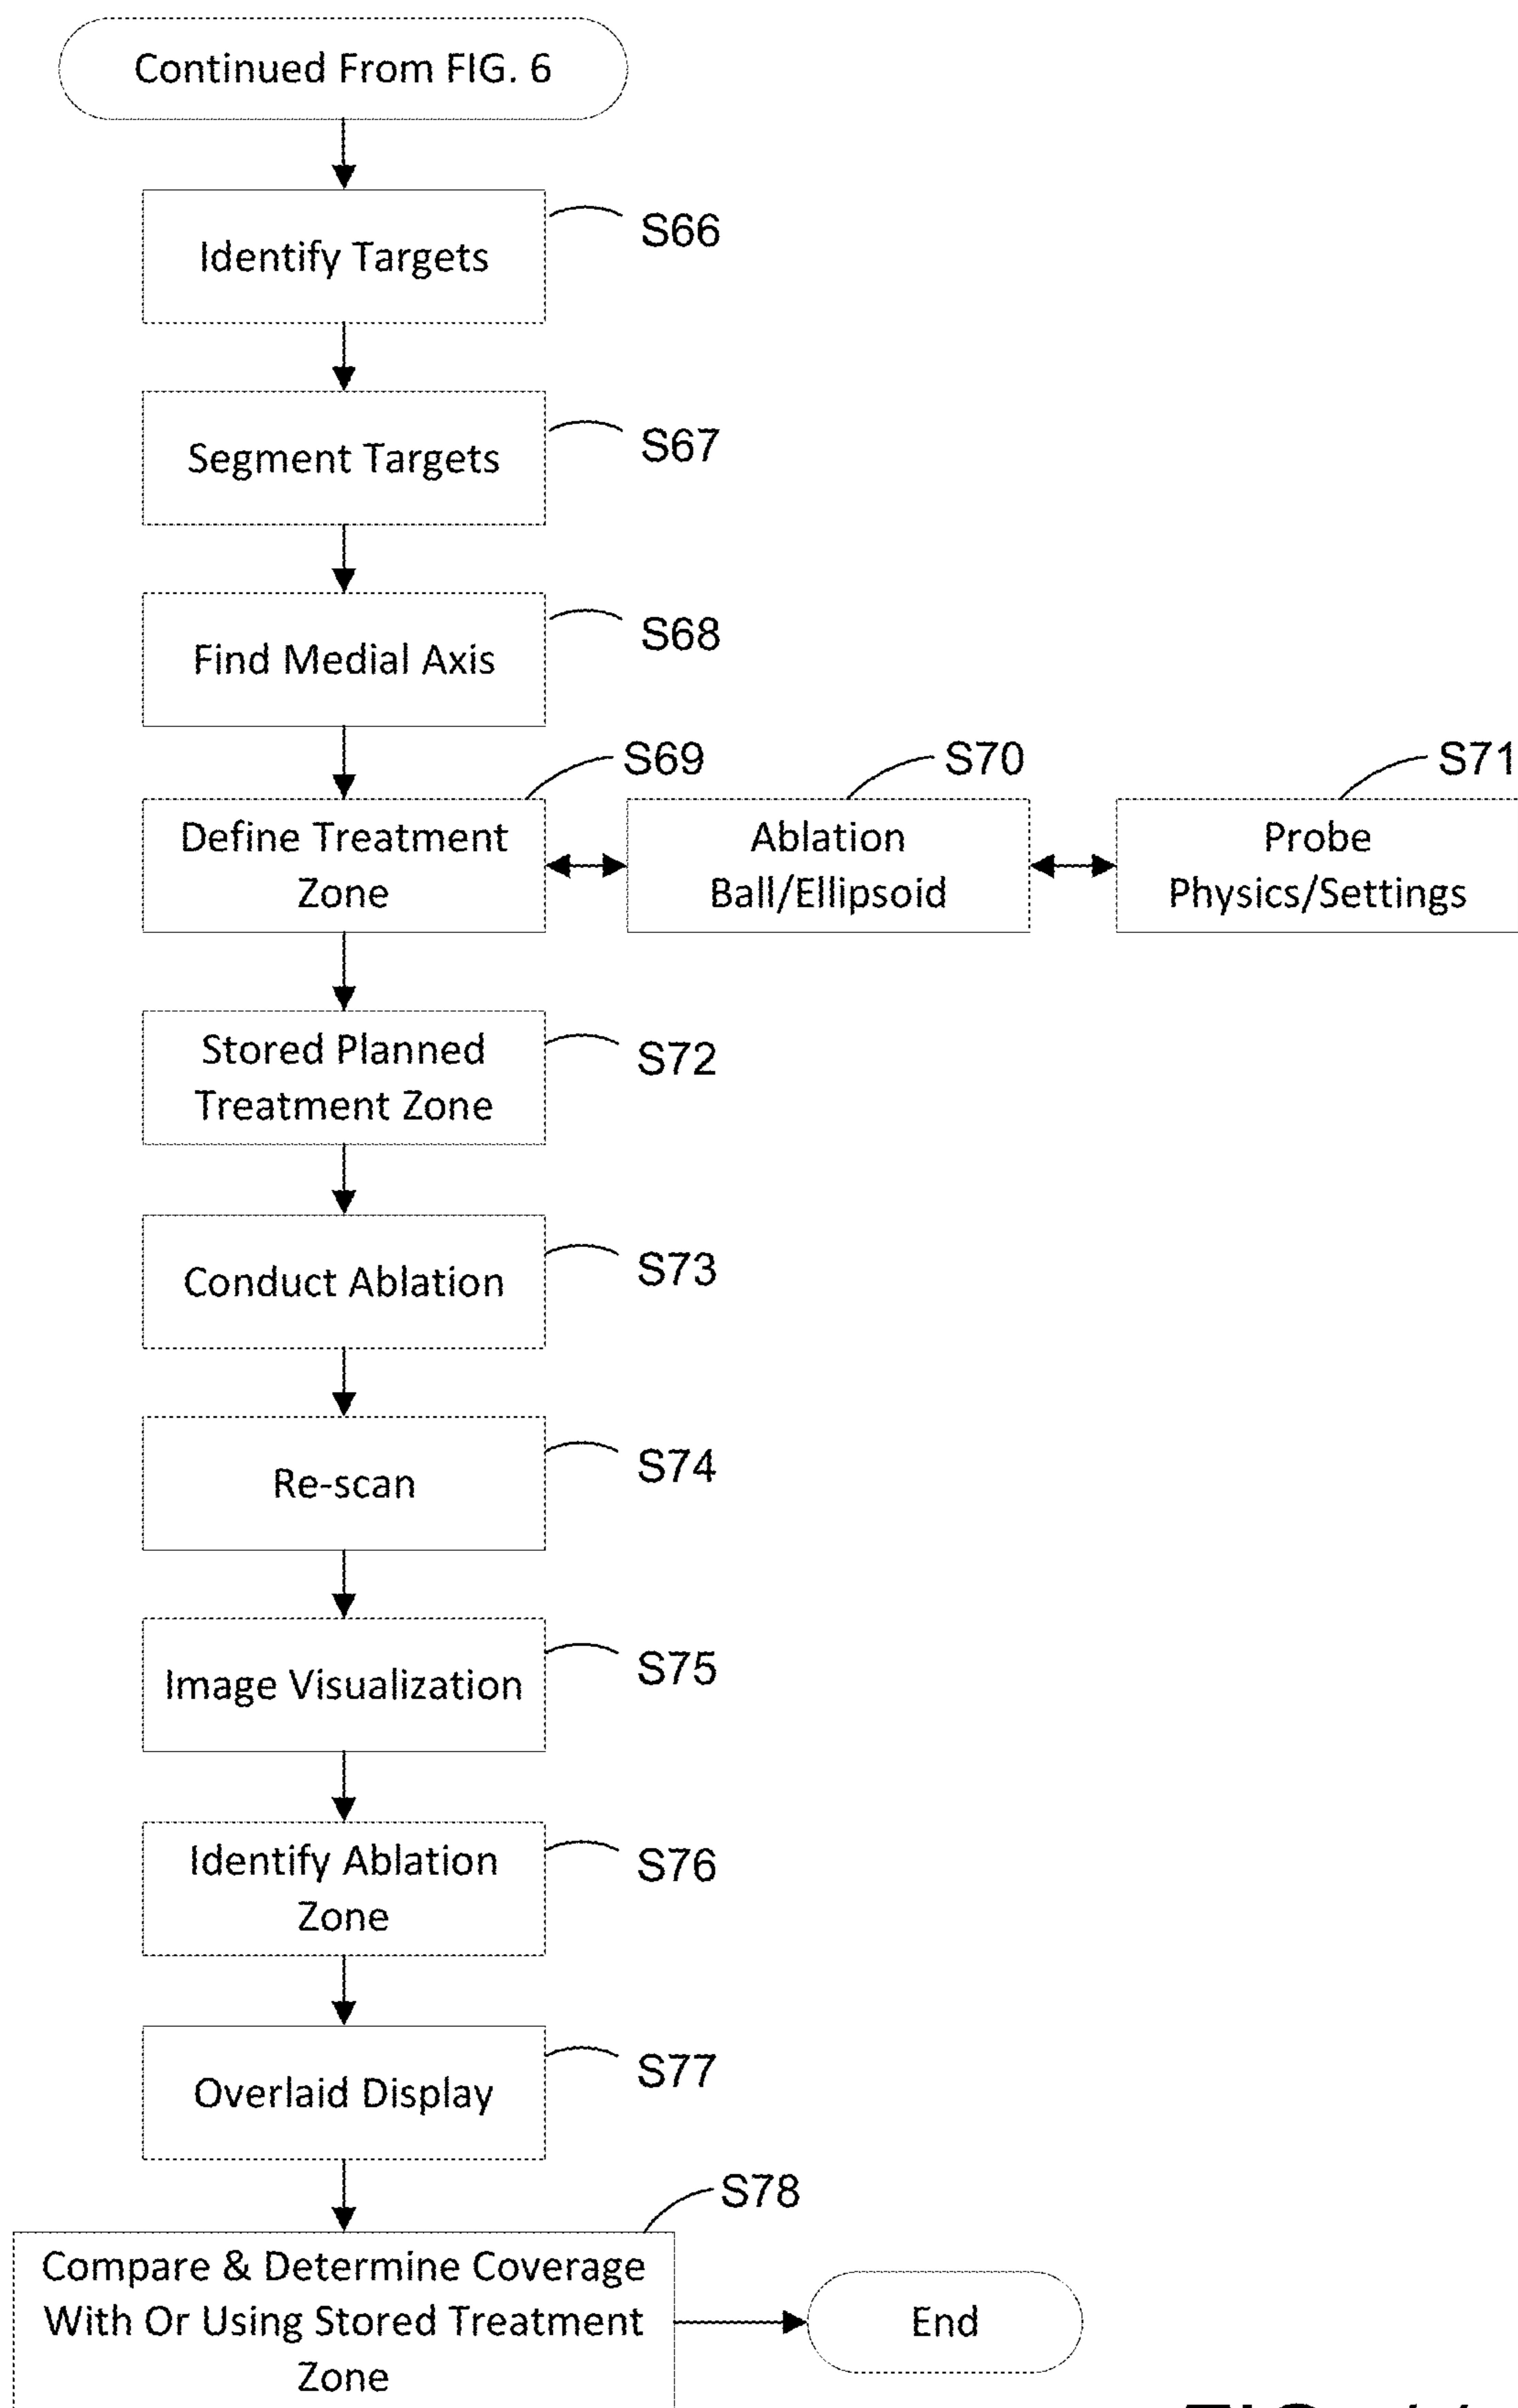 Continued From FIG. 6
Identify Targets
S66
Segment Targets
S67
Find Medial Axis
S68
S69
S70
S71
Define Treatment
Zone
Ablation
Ball/Ellipsoid
Probe
Physics/Settings
Stored Planned
Treatment Zone
S72
Conduct Ablation
S73
Re-scan
S74
Image Visualization
S75
Identify Ablation
Zone
S76
Overlaid Display
S77
S78
Compare & Determine Coverage
With Or Using Stored Treatment
Zone
End